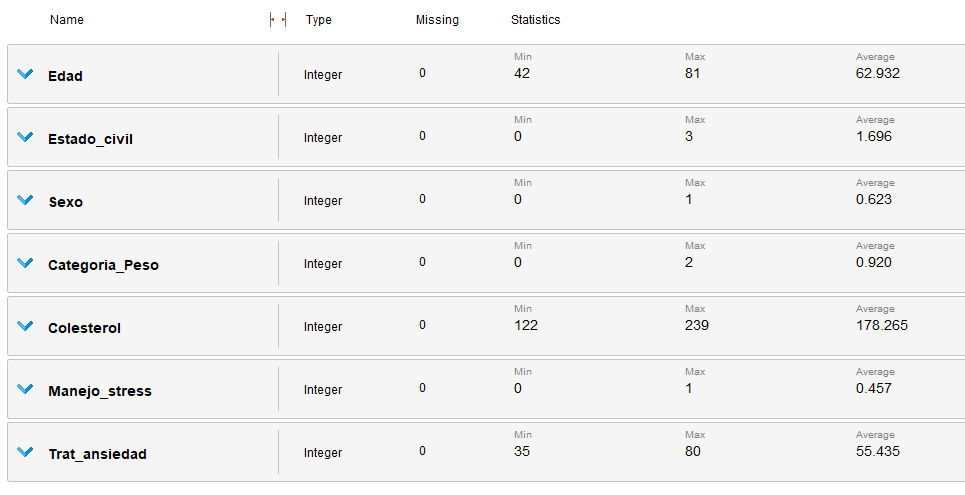 Name Type Missing Statistics
Min Max Average
Edad Integer 0 42 81 62.932
Min Max Average
Estado_civil Integer 0 0 3 1.696
Min Max Average
Sexo Integer 0 0 1 0.623
Min Max Average
Categoria_Peso Integer 0 0 2 0.920
Min Max Average
Colesterol Integer 0 122 239 178.265
Min Max Average
Manejo_stress Integer 0 0 1 0.457
Min Max Average
Trat_ansiedad Integer 0 35 80 55.435